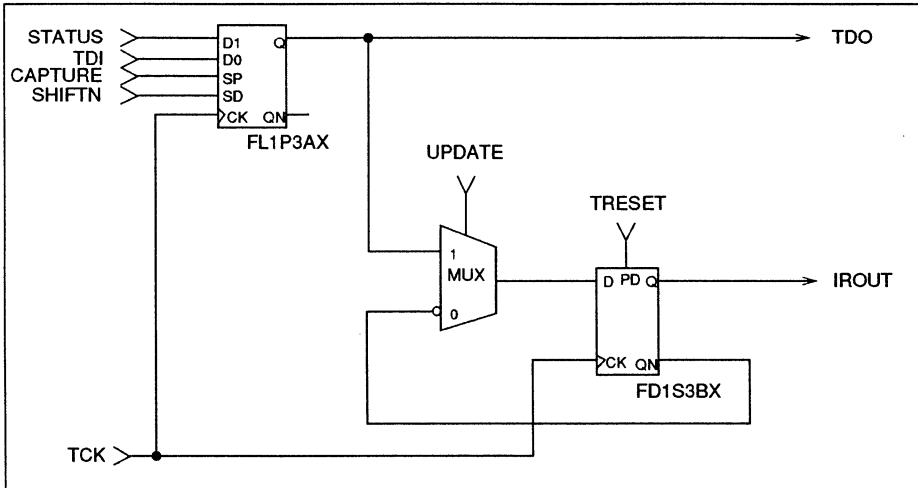 STATUS
TDI
CAPTURE
SHIFTN
D1 Q
D0
SP
SD
CK QN
FL1P3AX
TDO
UPDATE
1
MUX
0
TRESET
D PD Q
CK QN
FD1S3BX
IROUT
TCK